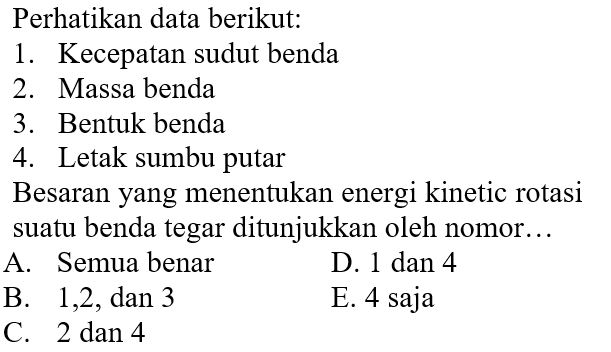 Perhatikan data berikut:
1. Kecepatan sudut benda
2. Massa benda
3. Bentuk benda
4. Letak sumbu putar
Besaran yang menentukan energi kinetic rotasi
suatu benda tegar ditunjukkan oleh nomor…
A. Semua benar
B. 1,2, dan 3
C. 2 dan 4
D. 1 dan 4
E. 4 saja